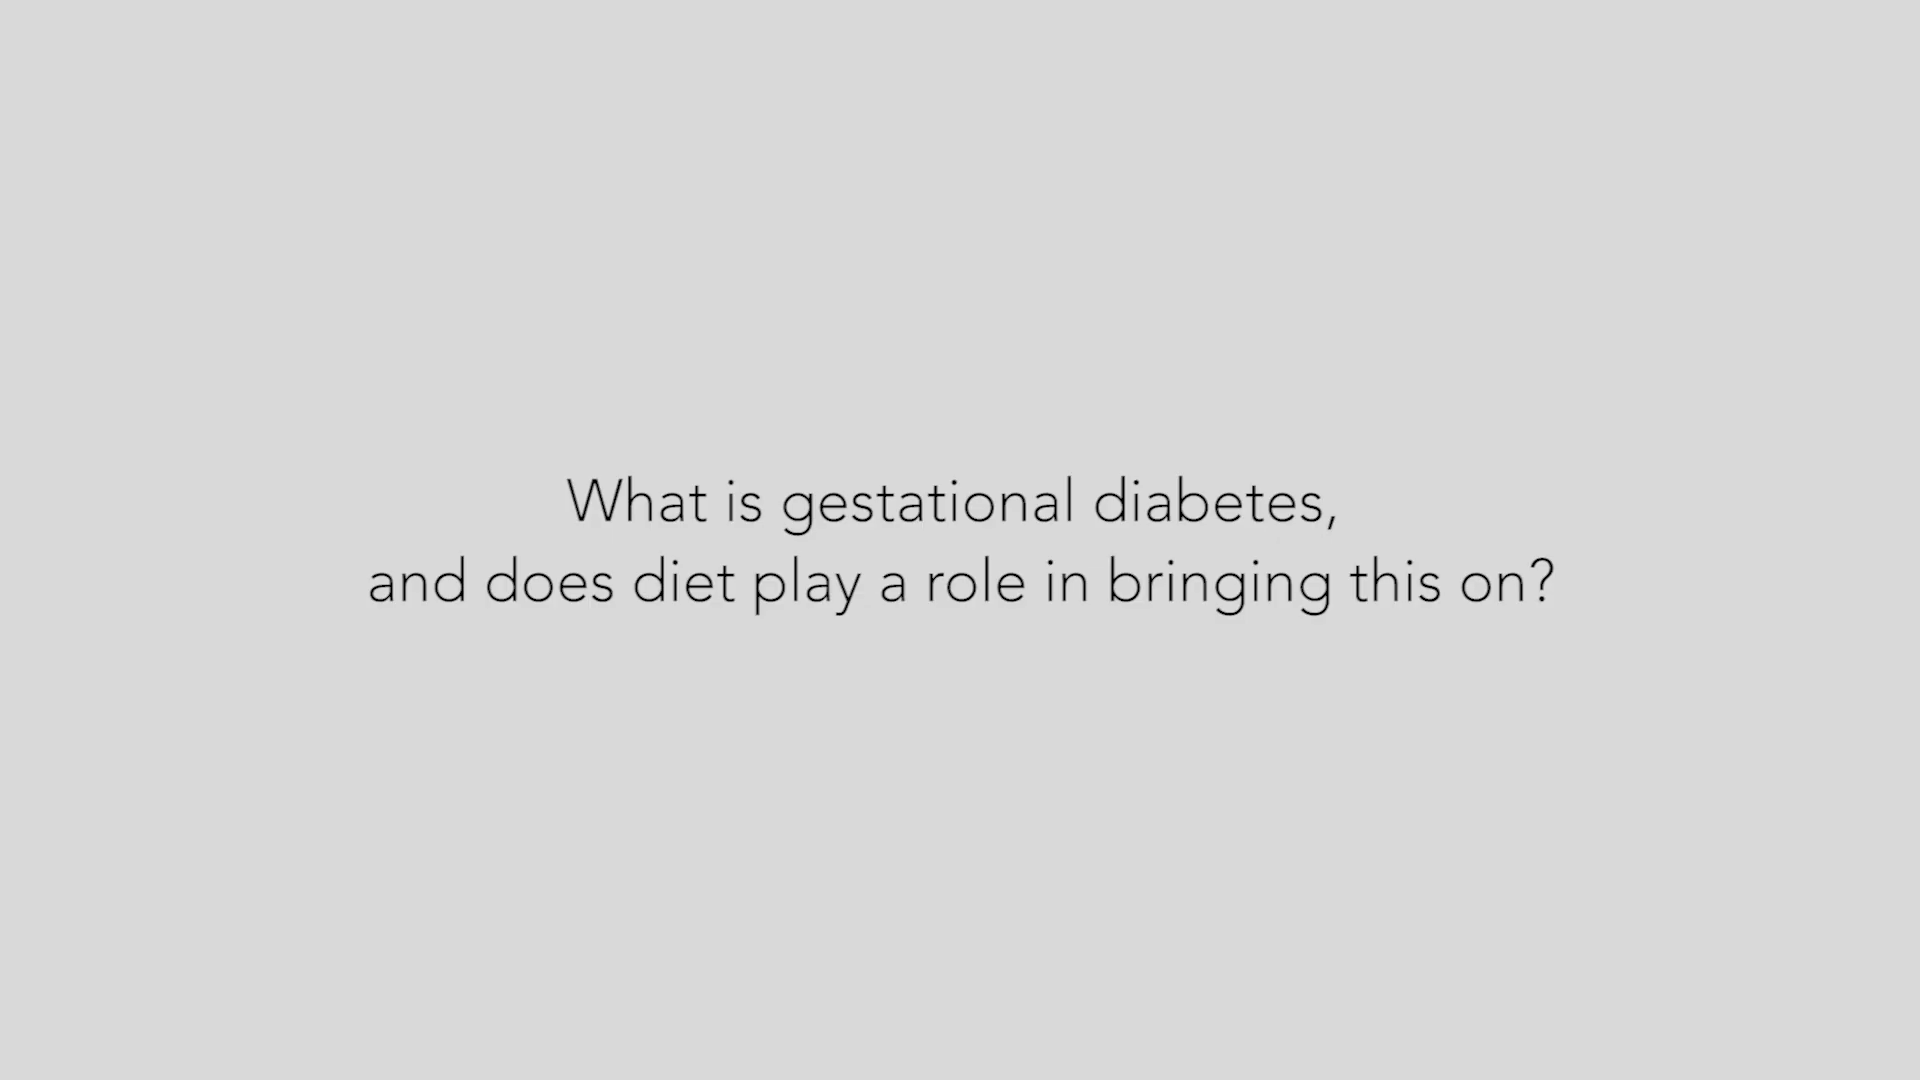 What is gestational diabetes,
and does diet play a role in bringing this on?